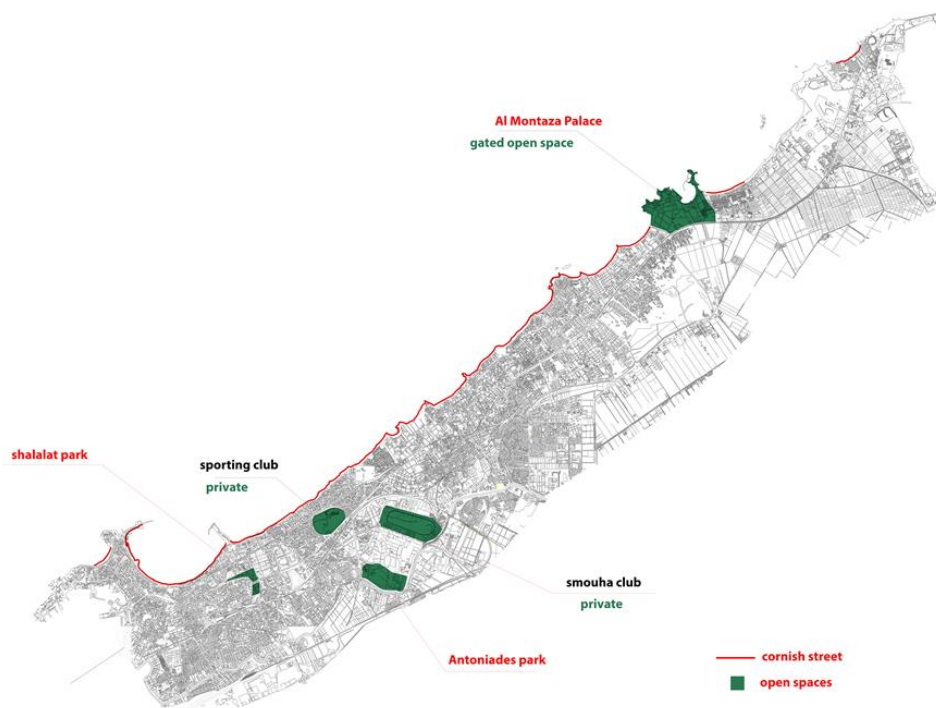 Al Montaza Palace
gated open space
shalalat park
sporting club
private
smouha club
private
Antoniades park
cornish street
open spaces